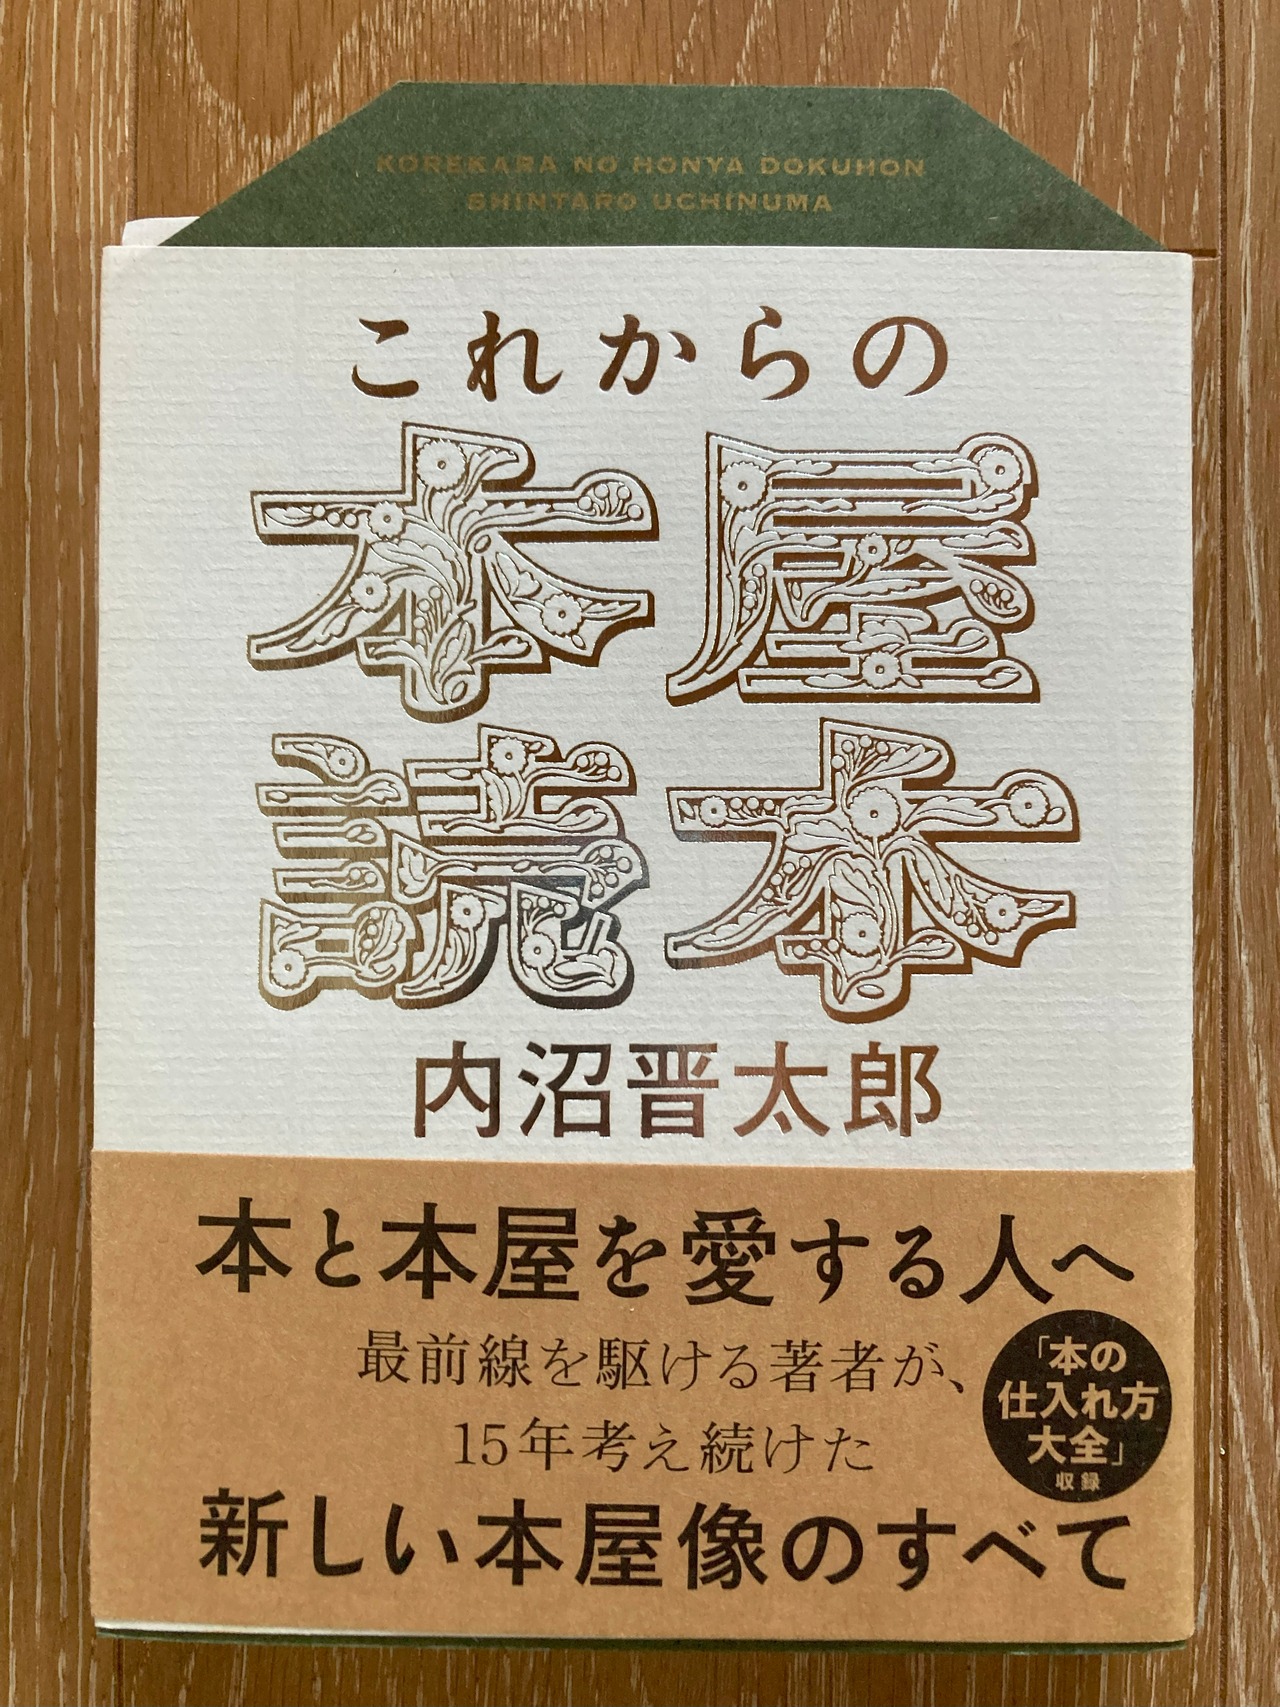 KOREKARA NO HONYA DOKUHON
SHINTARO UCHINUMA
これからの
本屋
読本
内沼晋太郎
本と本屋を愛する人へ
最前線を駆ける著者が、
15年考え続けた
新しい本屋像のすべて
「本の
仕入れ方
大全」
収録